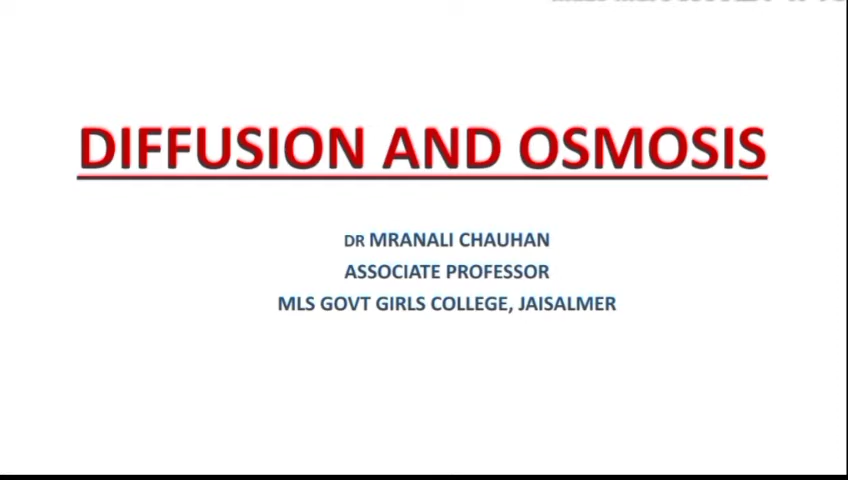 DIFFUSION AND OSMOSIS
DR MRANALI CHAUHAN
ASSOCIATE PROFESSOR
MLS GOVT GIRLS COLLEGE, JAISALMER